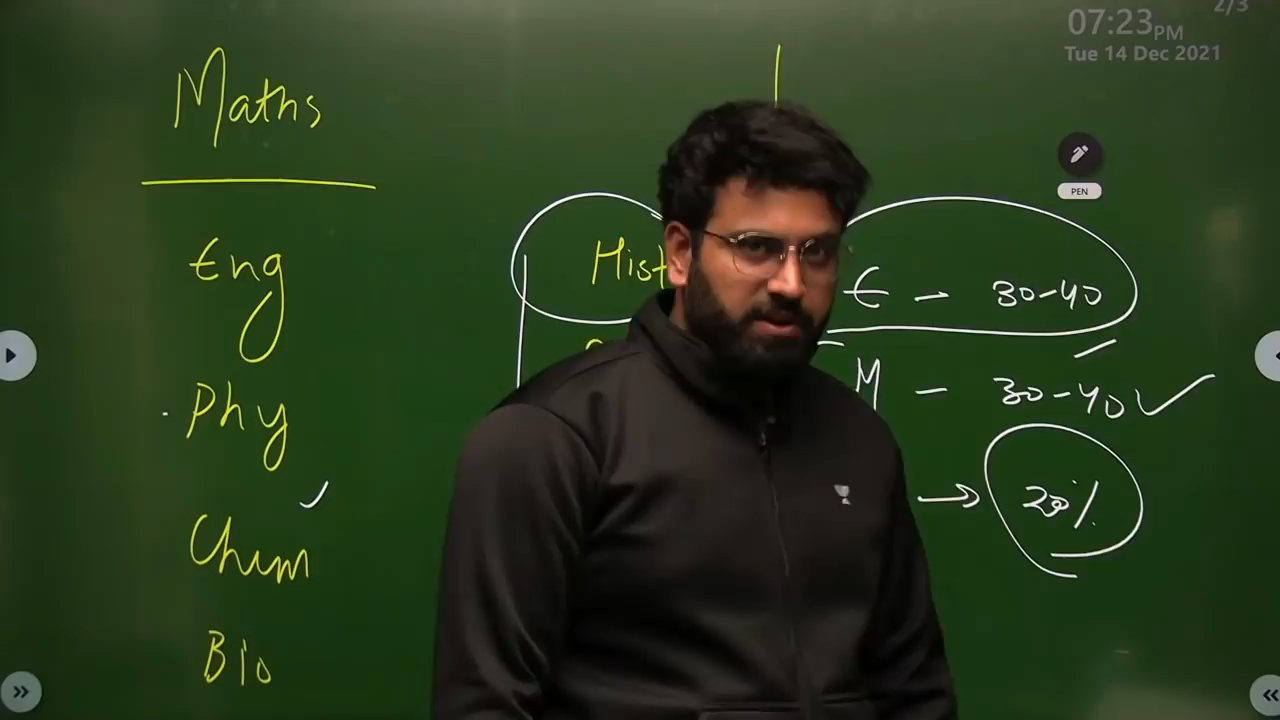 2/3
07:23PM
Tue 14 Dec 2021
Maths
PEN
Eng
Hist
E - 30-40
Phy
M - 30-40
→ 20%
Chem
Bio